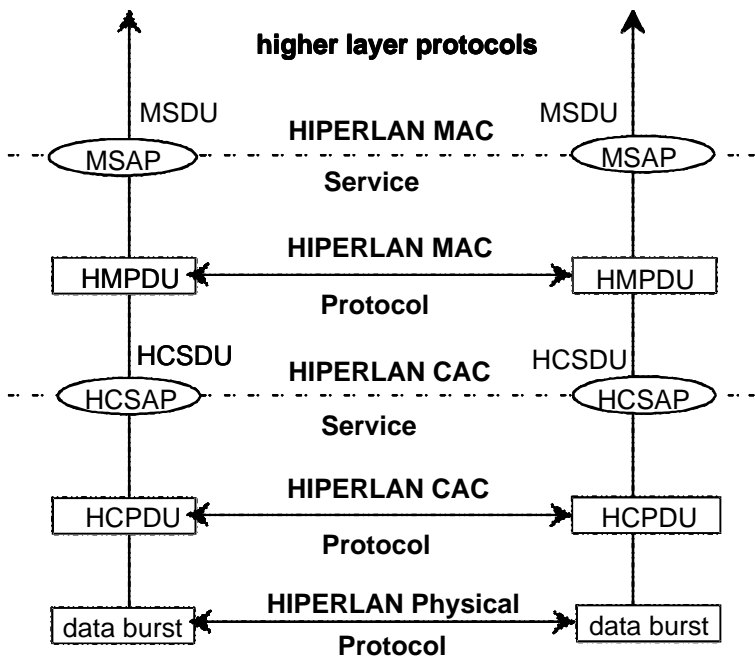 higher layer protocols
MSDU HIPERLAN MAC MSDU
MSAP MSAP
Service
HIPERLAN MAC
HMPDU HMPDU
Protocol
HCSDU HIPERLAN CAC HCSDU
HCSAP HCSAP
Service
HIPERLAN CAC
HCPDU HCPDU
Protocol
HIPERLAN Physical
data burst data burst
Protocol